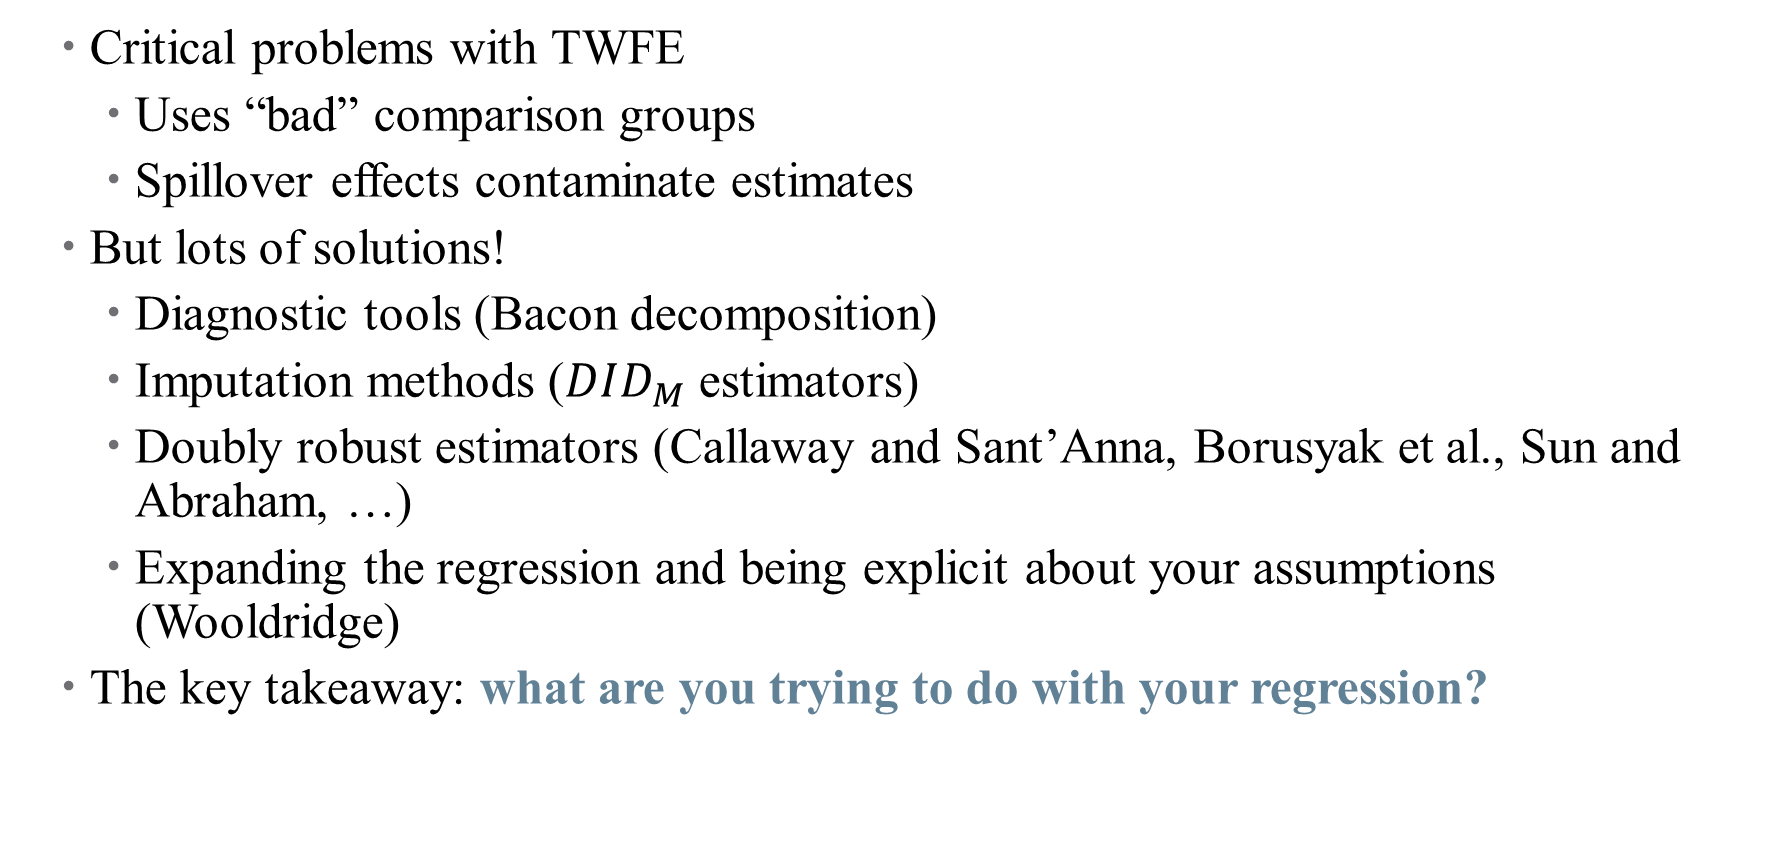 • Critical problems with TWFE
• Uses “bad” comparison groups
• Spillover effects contaminate estimates
• But lots of solutions!
• Diagnostic tools (Bacon decomposition)
• Imputation methods (𝐷𝐼𝐷_𝑀 estimators)
• Doubly robust estimators (Callaway and Sant’Anna, Borusyak et al., Sun and
Abraham, …)
• Expanding the regression and being explicit about your assumptions
(Wooldridge)
• The key takeaway: what are you trying to do with your regression?